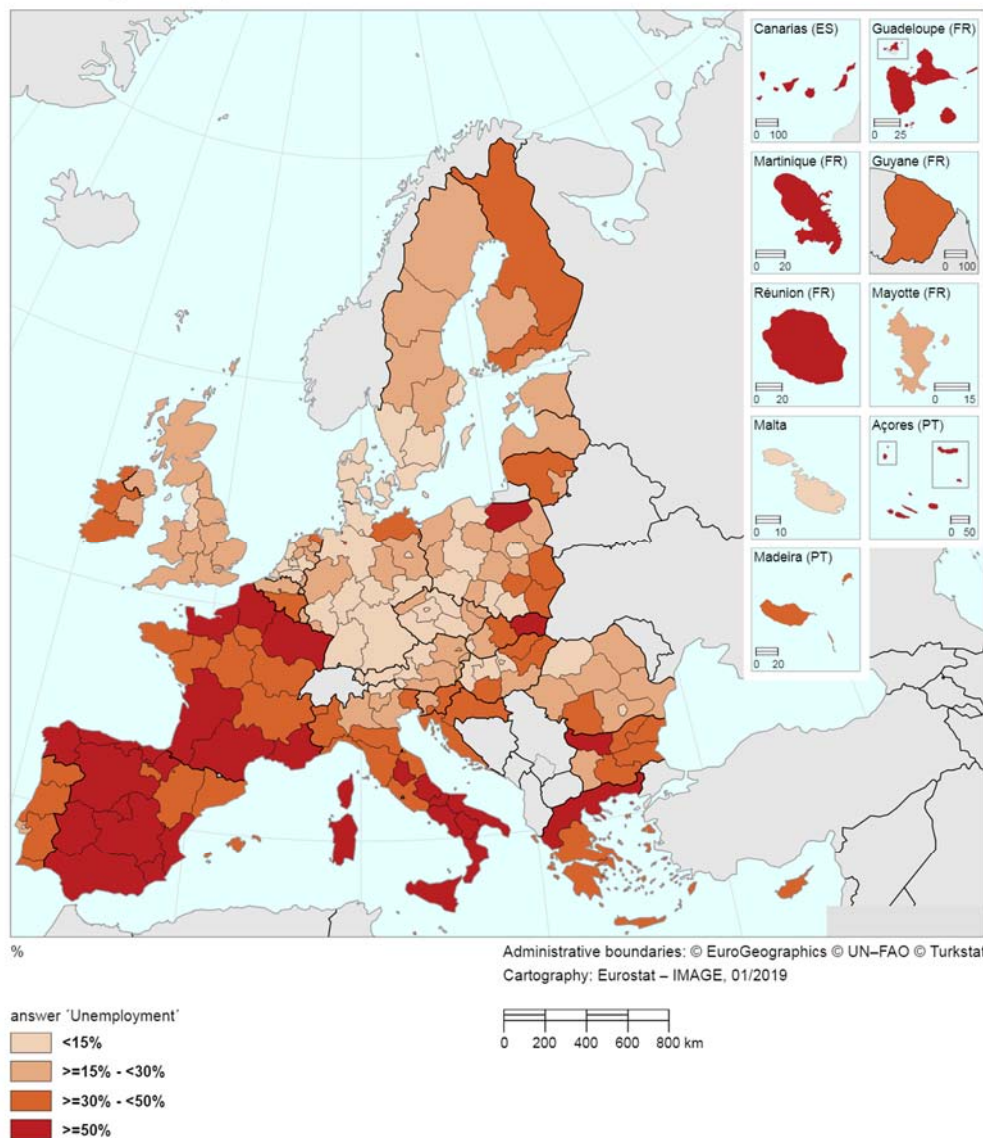 Canarias (ES)
0 100
Guadeloupe (FR)
0 25
Martinique (FR)
0 20
Guyane (FR)
0 100
Réunion (FR)
0 20
Mayotte (FR)
0 15
Malta
0 10
Açores (PT)
0 50
Madeira (PT)
0 20
%
Administrative boundaries: © EuroGeographics © UN–FAO © Turkstat
Cartography: Eurostat – IMAGE, 01/2019
answer ´Unemployment´
<15%
>=15% - <30%
>=30% - <50%
>=50%
0 200 400 600 800 km